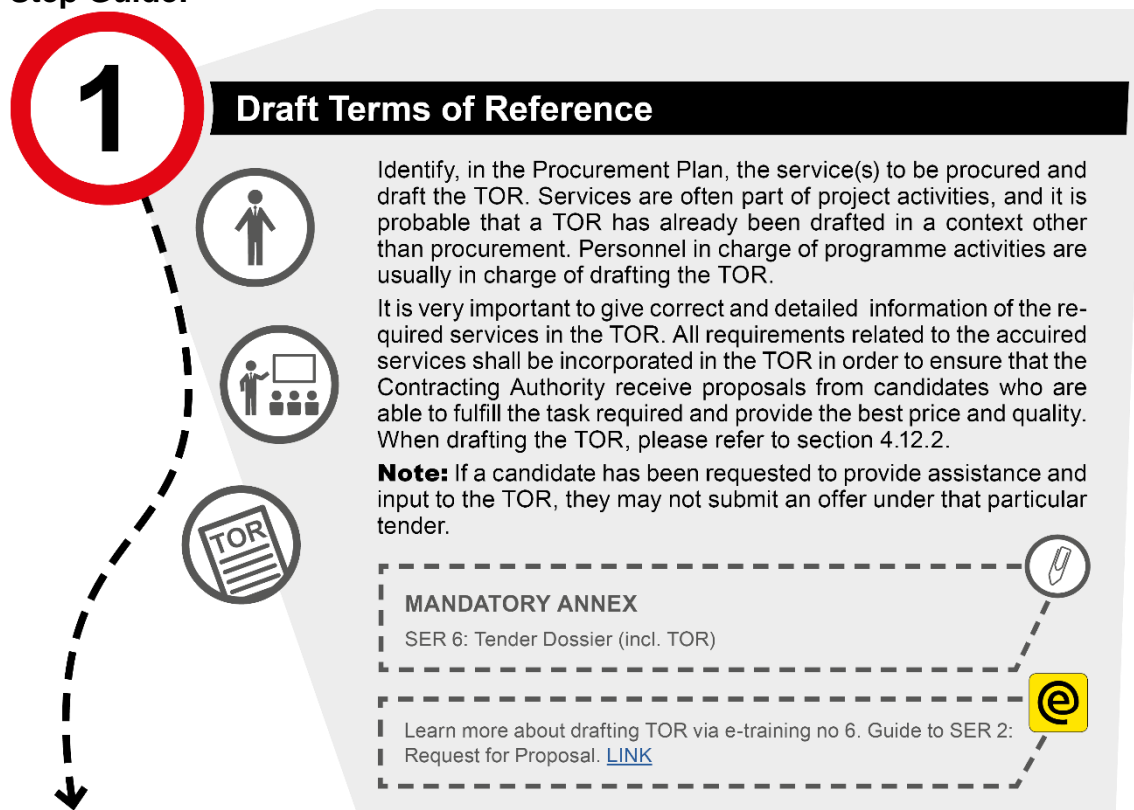 Step Guide:
1
Draft Terms of Reference
Identify, in the Procurement Plan, the service(s) to be procured and
draft the TOR. Services are often part of project activities, and it is
probable that a TOR has already been drafted in a context other
than procurement. Personnel in charge of programme activities are
usually in charge of drafting the TOR.
It is very important to give correct and detailed information of the re-
quired services in the TOR. All requirements related to the accuired
services shall be incorporated in the TOR in order to ensure that the
Contracting Authority receive proposals from candidates who are
able to fulfill the task required and provide the best price and quality.
When drafting the TOR, please refer to section 4.12.2.
Note: If a candidate has been requested to provide assistance and
input to the TOR, they may not submit an offer under that particular
tender.
TOR
MANDATORY ANNEX
SER 6: Tender Dossier (incl. TOR)
Learn more about drafting TOR via e-training no 6. Guide to SER 2:
Request for Proposal. LINK
e